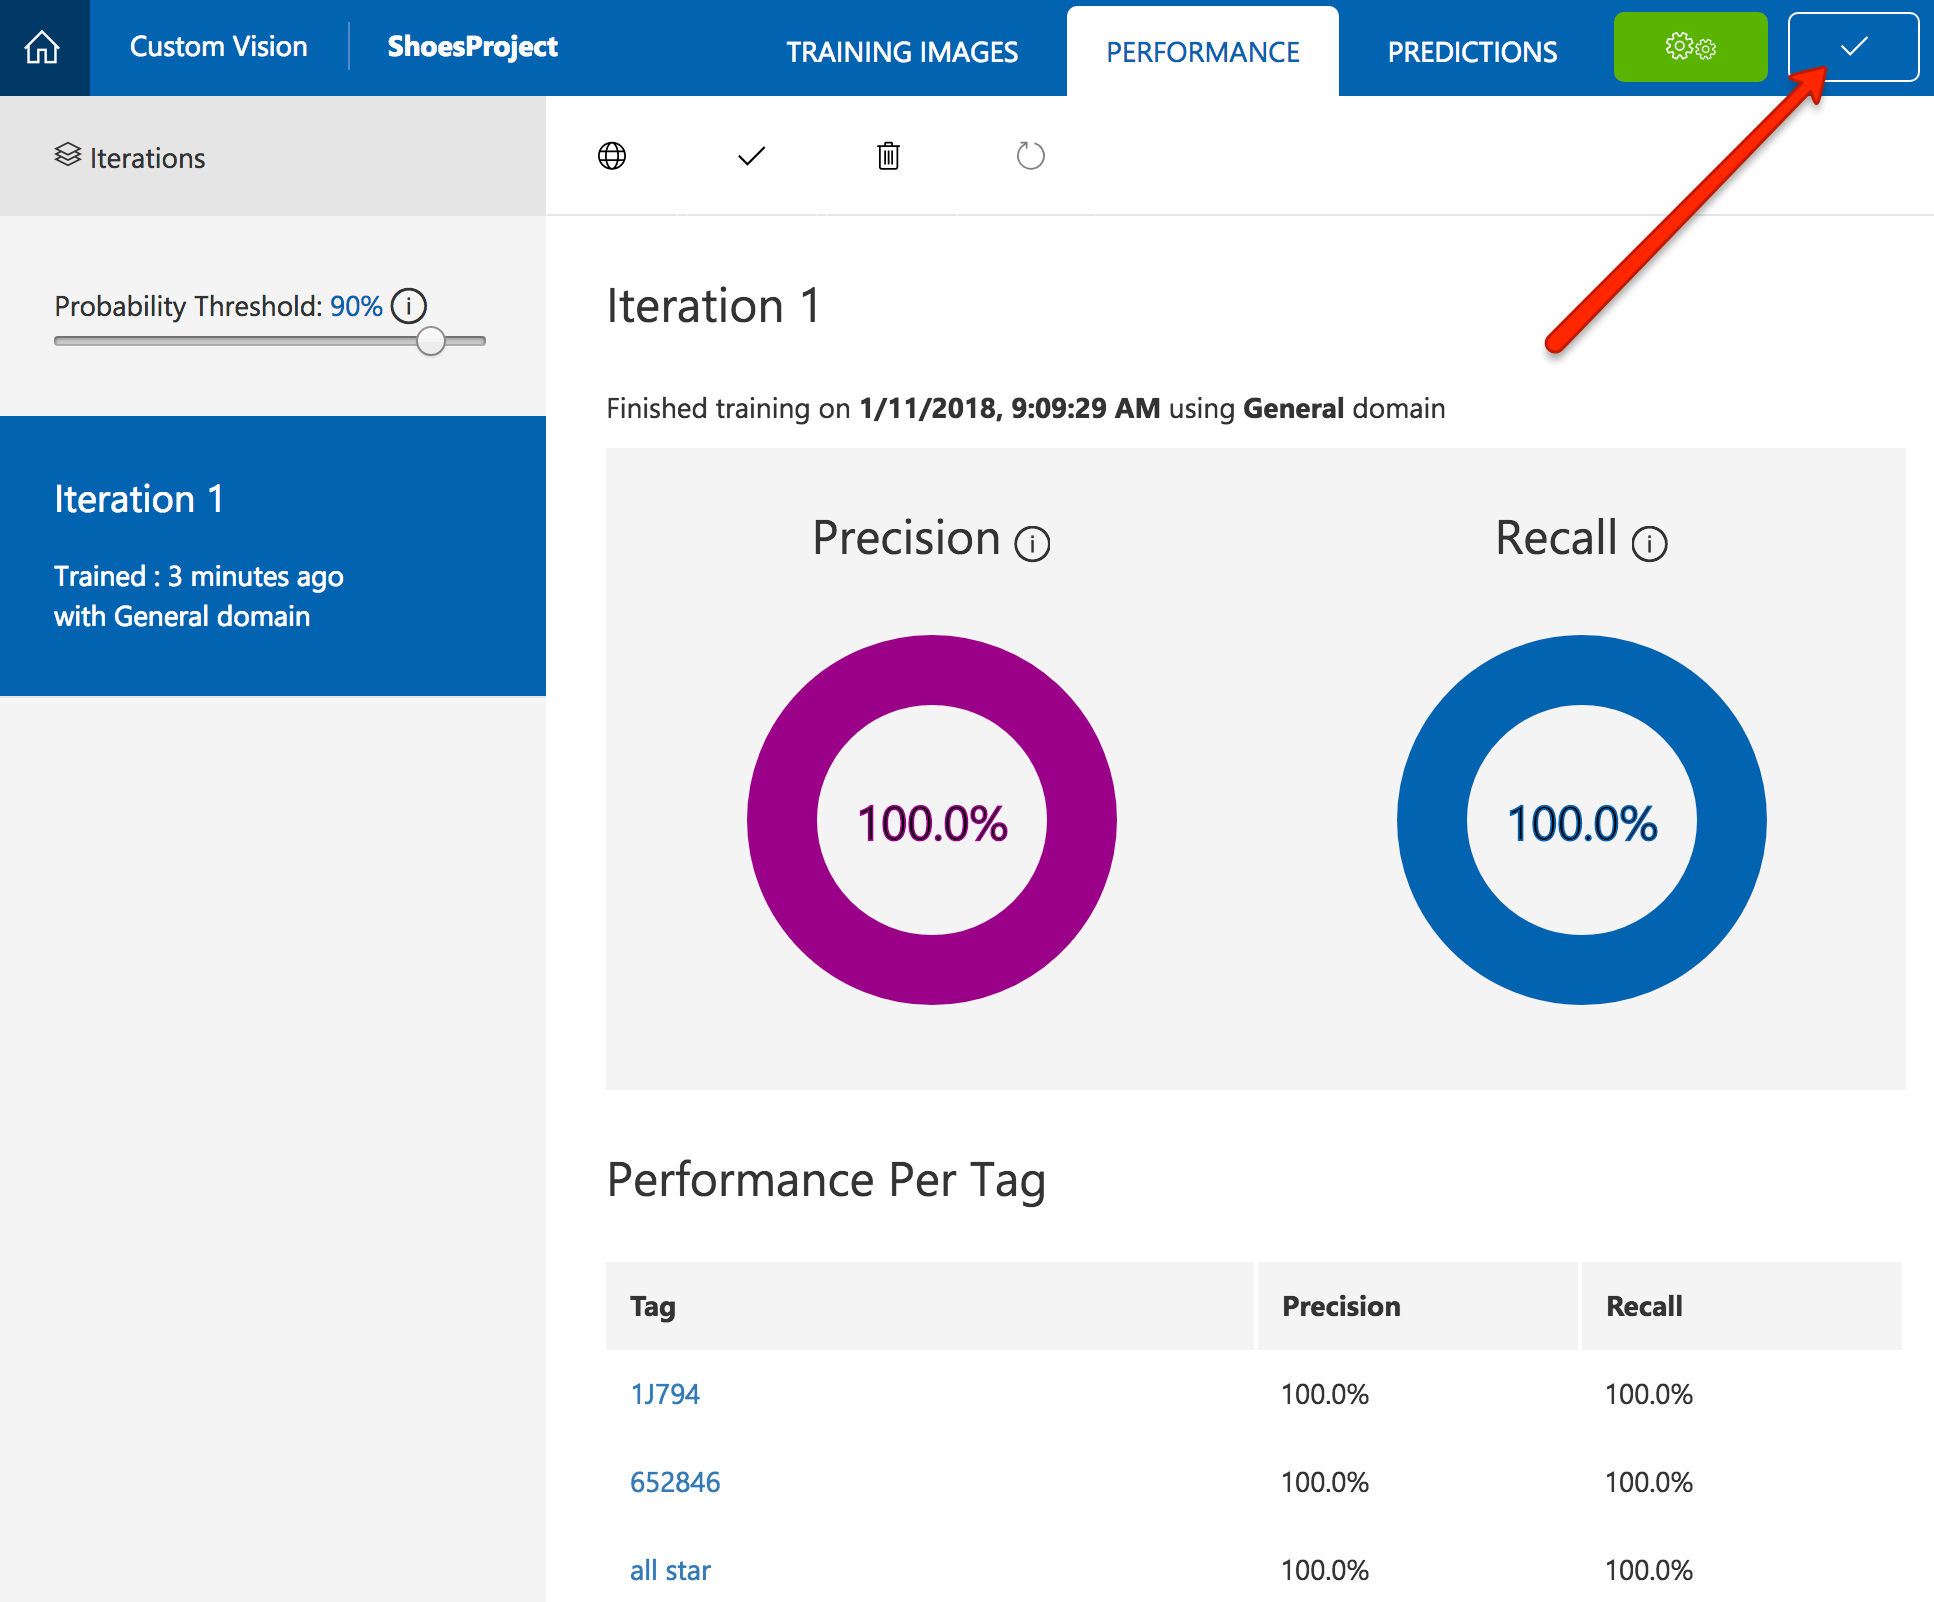 Custom Vision ShoesProject TRAINING IMAGES PERFORMANCE PREDICTIONS
Iterations
Probability Threshold: 90%
Iteration 1
Trained : 3 minutes ago
with General domain
Iteration 1
Finished training on 1/11/2018, 9:09:29 AM using General domain
Precision Recall
100.0% 100.0%
Performance Per Tag
Tag Precision Recall
1J794 100.0% 100.0%
652846 100.0% 100.0%
all star 100.0% 100.0%